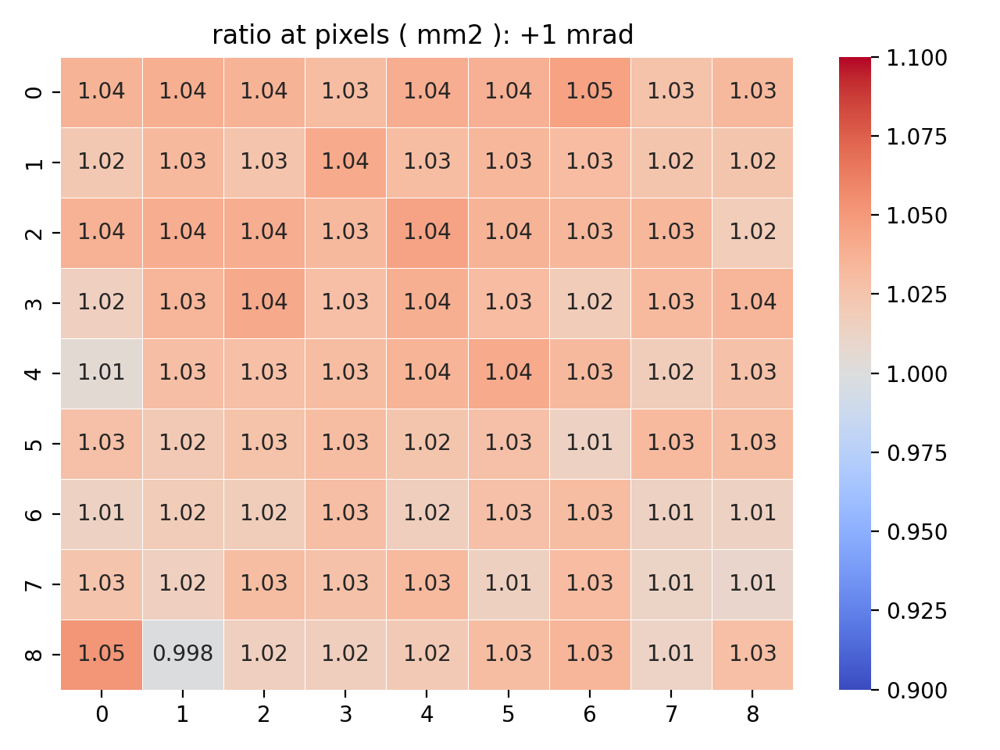 ratio at pixels ( mm2 ): +1 mrad
0 1.04 1.04 1.04 1.03 1.04 1.04 1.05 1.03 1.03
1 1.02 1.03 1.03 1.04 1.03 1.03 1.03 1.02 1.02
2 1.04 1.04 1.04 1.03 1.04 1.04 1.03 1.03 1.02
3 1.02 1.03 1.04 1.03 1.04 1.03 1.02 1.03 1.04
4 1.01 1.03 1.03 1.03 1.04 1.04 1.03 1.02 1.03
5 1.03 1.02 1.03 1.03 1.02 1.03 1.01 1.03 1.03
6 1.01 1.02 1.02 1.03 1.02 1.03 1.03 1.01 1.01
7 1.03 1.02 1.03 1.03 1.03 1.01 1.03 1.01 1.01
8 1.05 0.998 1.02 1.02 1.02 1.03 1.03 1.01 1.03
0 1 2 3 4 5 6 7 8
1.100
1.075
1.050
1.025
1.000
0.975
0.950
0.925
0.900